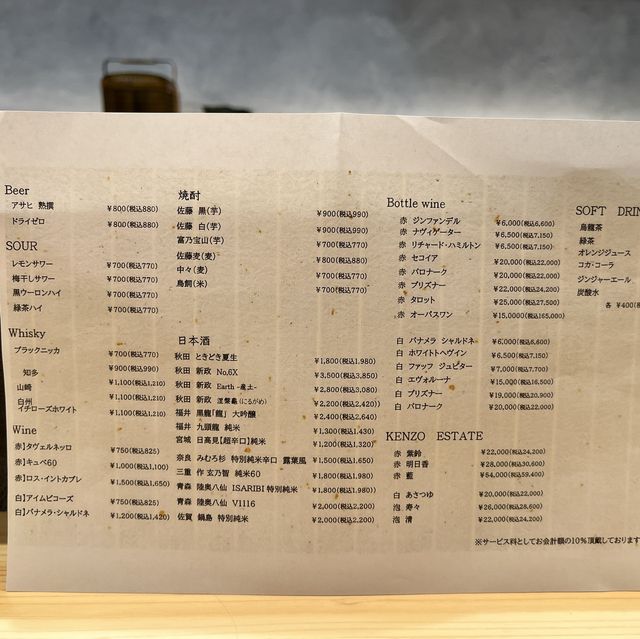 Beer
アサヒ 熟撰 ¥800(税込880)
ドライゼロ ¥800(税込880)
SOUR
レモンサワー ¥700(税込770)
梅干しサワー ¥700(税込770)
黒ウーロンハイ ¥700(税込770)
緑茶ハイ ¥700(税込770)
Whisky
ブラックニッカ ¥700(税込770)
知多 ¥900(税込990)
山崎 ¥1,100(税込1,210)
白州 ¥1,100(税込1,210)
イチローズホワイト ¥1,100(税込1,210)
Wine
赤】タヴェルネッロ ¥750(税込825)
赤】キュベ60 ¥1,000(税込1,100)
赤】ロス・イントカブレ ¥1,500(税込1,650)
白】アイムピコーズ ¥750(税込825)
白】パナメラ・シャルドネ ¥1,200(税込1,420)
焼酎
佐藤 黒(芋) ¥900(税込990)
佐藤 白(芋) ¥900(税込990)
富乃宝山(芋) ¥700(税込770)
佐藤麦(麦) ¥800(税込880)
中々(麦) ¥700(税込770)
鳥飼(米) ¥700(税込770)
日本酒
秋田 ときどき夏生 ¥1,800(税込1,980)
秋田 新政 No,6X ¥3,500(税込3,850)
秋田 新政 Earth -産土- ¥2,800(税込3,080)
秋田 新政 涅槃龜(にるがめ) ¥2,200(税込2,420))
福井 黒龍「龍」 大吟醸 ¥2,400(税込2,640)
福井 九頭龍 純米 ¥1,300(税込1,430)
宮城 日高見【超辛口】純米 ¥1,200(税込1,320)
奈良 みむろ杉 特別純米辛口 露葉風 ¥1,500(税込1,650)
三重 作 玄乃智 純米60 ¥1,800(税込1,980)
青森 陸奥八仙 ISARIBI 特別純米 ¥1,800(税込1,980)
青森 陸奥八仙 V1116 ¥2,000(税込2,200)
佐賀 鍋島 特別純米 ¥2,000(税込2,200)
Bottle wine
赤 ジンファンデル ¥6,000(税込6,600)
赤 ナヴィゲーター ¥6,500(税込7,150)
赤 リチャード・ハミルトン ¥6,500(税込7,150)
赤 セコイア ¥20,000(税込22,000)
赤 バロナーク ¥20,000(税込22,000)
赤 プリズナー ¥22,000(税込24,200)
赤 タロット ¥25,000(税込27,500)
赤 オーパスワン ¥15,0000(税込165,000)
白 パナメラ シャルドネ ¥6,000(税込6,600)
白 ホワイトヘヴィン ¥6,500(税込7,150)
白 ファッフ ジュピター ¥7,000(税込7,700)
白 エヴォルーナ ¥15,000(税込16,500)
白 プリズナー ¥19,000(税込20,900)
白 バロナーク ¥20,000(税込22,000)
KENZO ESTATE
赤 紫鈴 ¥22,000(税込24,200)
赤 明日香 ¥28,000(税込30,600)
赤 藍 ¥54,000(税込59,400)
白 あさつゆ ¥20,000(税込22,000)
泡 寿々 ¥26,000(税込28,600)
泡 清 ¥22,000(税込24,200)
SOFT DRIN
烏龍茶
緑茶
オレンジジュース
コカ・コーラ
ジンジャーエール
炭酸水
各 ¥400(
※サービス料としてお会計額の10%頂戴しております